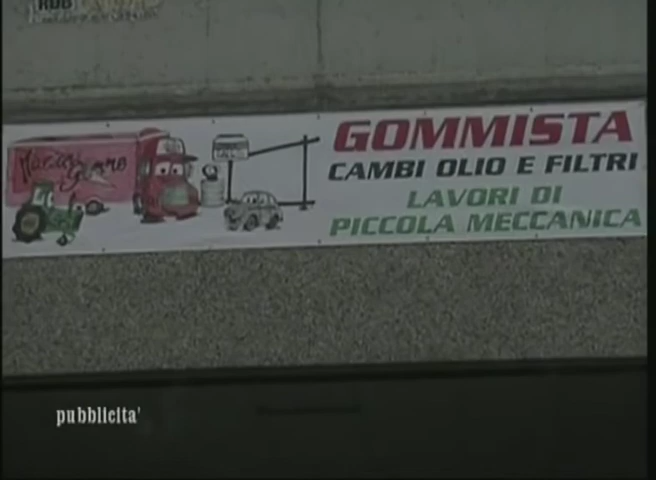 GOMMISTA
CAMBI OLIO E FILTRI
LAVORI DI
PICCOLA MECCANICA
pubblicita'